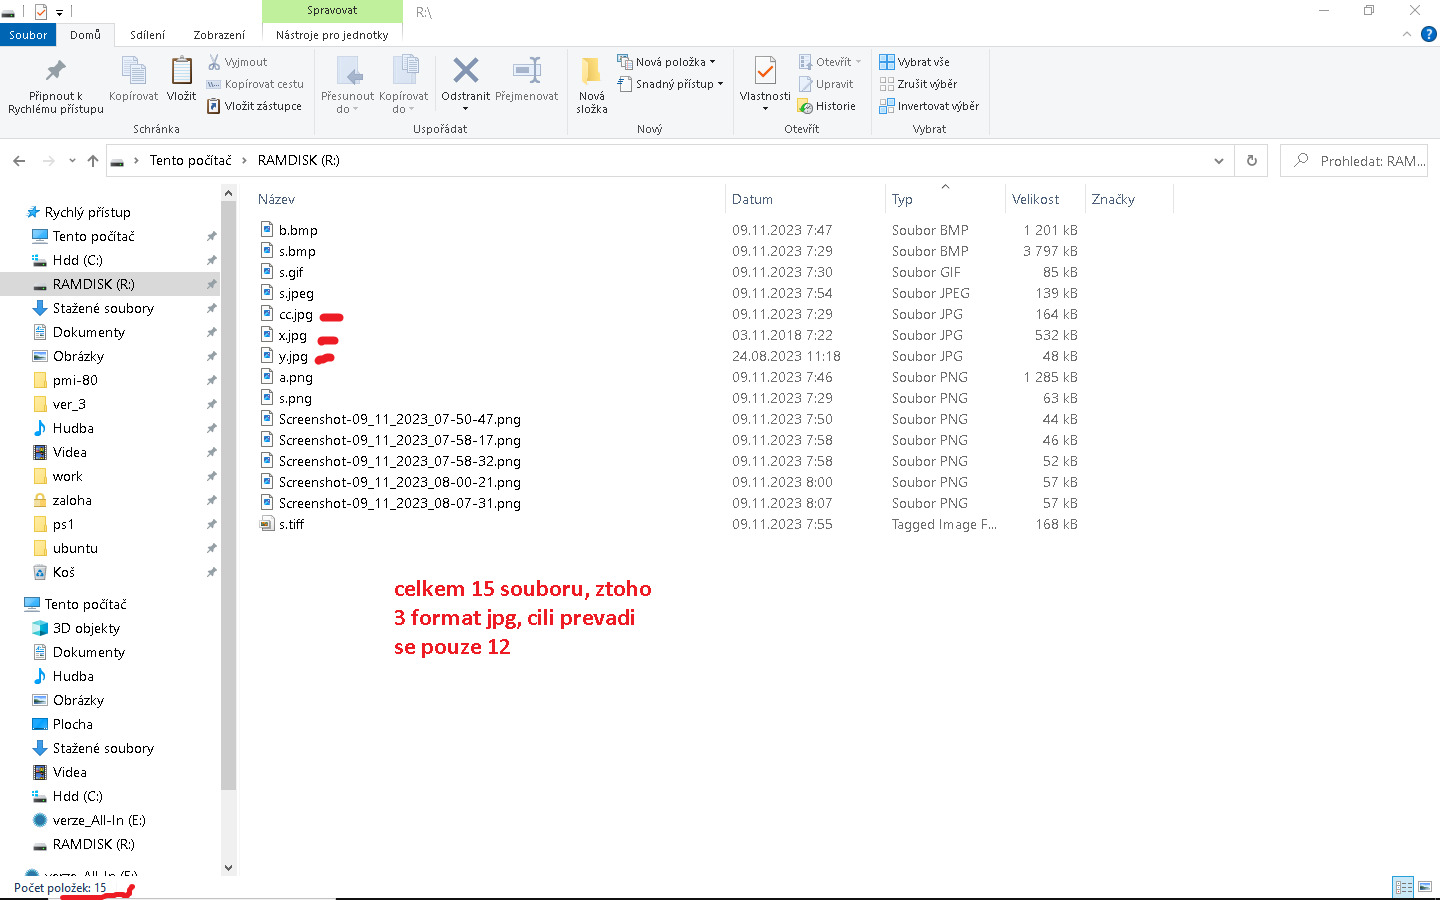 Spravovat
R:\
Soubor
Domů
Sdílení
Zobrazení
Nástroje pro jednotky
Připnout k
Rychlému přístupu
Kopírovat
Vložit
Vyjmout
Kopírovat cestu
Vložit zástupce
Schránka
Přesunout
do
Kopírovat
do
Odstranit
Přejmenovat
Uspořádat
Nová
složka
Nová položka
Snadný přístup
Nový
Vlastnosti
Otevřít
Upravit
Historie
Otevřít
Vybrat vše
Zrušit výběr
Invertovat výběr
Vybrat
Tento počítač > RAMDISK (R:)
Prohledat: RAM...
Rychlý přístup
Tento počítač
Hdd (C:)
RAMDISK (R:)
Stažené soubory
Dokumenty
Obrázky
pmi-80
ver_3
Hudba
Videa
work
zaloha
ps1
ubuntu
Koš
Tento počítač
3D objekty
Dokumenty
Hudba
Obrázky
Plocha
Stažené soubory
Videa
Hdd (C:)
verze_All-In (E:)
RAMDISK (R:)
verze_All-In (E:)
Název Datum Typ Velikost Značky
b.bmp 09.11.2023 7:47 Soubor BMP 1 201 kB
s.bmp 09.11.2023 7:29 Soubor BMP 3 797 kB
s.gif 09.11.2023 7:30 Soubor GIF 85 kB
s.jpeg 09.11.2023 7:54 Soubor JPEG 139 kB
cc.jpg 09.11.2023 7:29 Soubor JPG 164 kB
x.jpg 03.11.2018 7:22 Soubor JPG 532 kB
y.jpg 24.08.2023 11:18 Soubor JPG 48 kB
a.png 09.11.2023 7:46 Soubor PNG 1 285 kB
s.png 09.11.2023 7:29 Soubor PNG 63 kB
Screenshot-09_11_2023_07-50-47.png 09.11.2023 7:50 Soubor PNG 44 kB
Screenshot-09_11_2023_07-58-17.png 09.11.2023 7:58 Soubor PNG 46 kB
Screenshot-09_11_2023_07-58-32.png 09.11.2023 7:58 Soubor PNG 52 kB
Screenshot-09_11_2023_08-00-21.png 09.11.2023 8:00 Soubor PNG 57 kB
Screenshot-09_11_2023_08-07-31.png 09.11.2023 8:07 Soubor PNG 57 kB
s.tiff 09.11.2023 7:55 Tagged Image F... 168 kB
celkem 15 souboru, ztoho
3 format jpg, cili prevadi
se pouze 12
Počet položek: 15